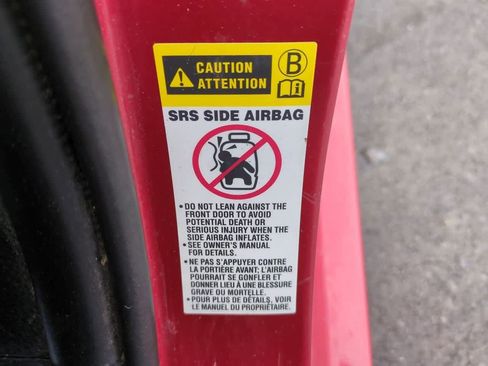 CAUTION
ATTENTION
B
SRS SIDE AIRBAG
• DO NOT LEAN AGAINST THE
FRONT DOOR TO AVOID
POTENTIAL DEATH OR
SERIOUS INJURY WHEN THE
SIDE AIRBAG INFLATES.
• SEE OWNER'S MANUAL
FOR DETAILS.
• NE PAS S'APPUYER CONTRE
LA PORTIÈRE AVANT; L'AIRBAG
POURRAIT SE GONFLER ET
DONNER LIEU À UNE BLESSURE
GRAVE OU MORTELLE.
• POUR PLUS DE DÉTAILS, VOIR
LE MANUEL DU PROPRIÉTAIRE.